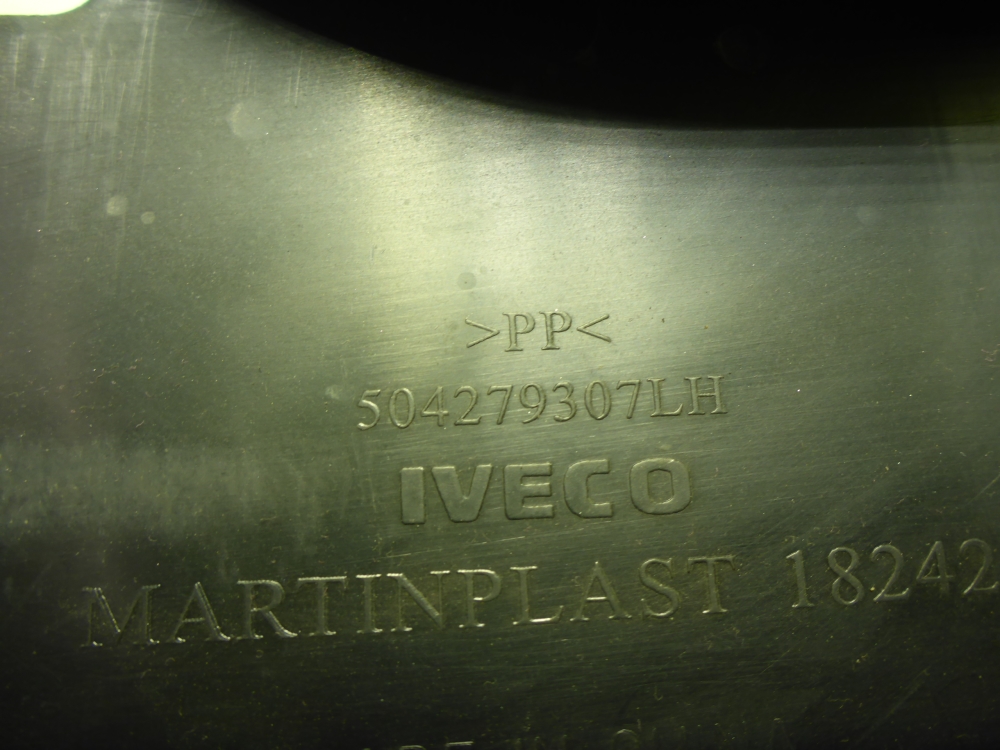 >PP<
504279307LH
IVECO
MARTINPLAST 18242